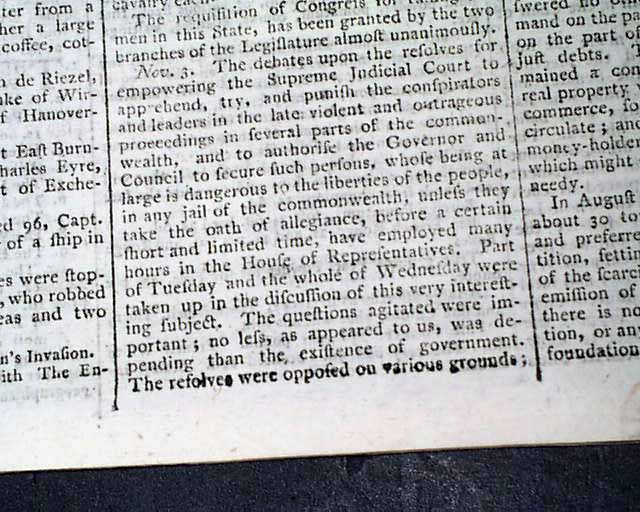 ter from a
her a large
coffee, cot-
de Riezel,
uke of Wir-
f Hanover-
t Eaſt Burn-
harles Eyre,
t of Exche-
ed 96, Capt.
of a ſhip in
es were ſtop-
, who robbed
eas and two
n's Invaſion.
ith The En-
cavalry
The requiſition of Congreſs for
men in this State, has been granted by the two
branches of the Legiſlature almoſt unanimouſly.
Nov. 3. The debates upon the reſolves for
empowering the Supreme Judicial Court to
apprehend, try, and puniſh the conſpirators
and leaders in the late violent and outrageous
proceedings in ſeveral parts of the common-
wealth, and to authoriſe the Governor and
Council to ſecure ſuch perſons, whoſe being at
large is dangerous to the liberties of the people,
in any jail of the commonwealth, unleſs they
take the oath of allegiance, before a certain
ſhort and limited time, have employed many
hours in the Houſe of Repreſentatives. Part
of Tueſday and the whole of Wedneſday were
taken up in the diſcuſſion of this very intereſt-
ing ſubject. The queſtions agitated were im-
portant; no leſs, as appeared to us, was de-
pending than the exiſtence of government.
The reſolves were oppoſed on various grounds;
ſwered no
mand on the
on the part of
juſt debts.
mained a con
real property
commerce, fo
circulate; and
money-holder
which might
needy.
In Auguſt
about 30 to
and preferre
tition, ſettin
of the ſcarc
emiſſion of
there is no
tion, or an
foundation